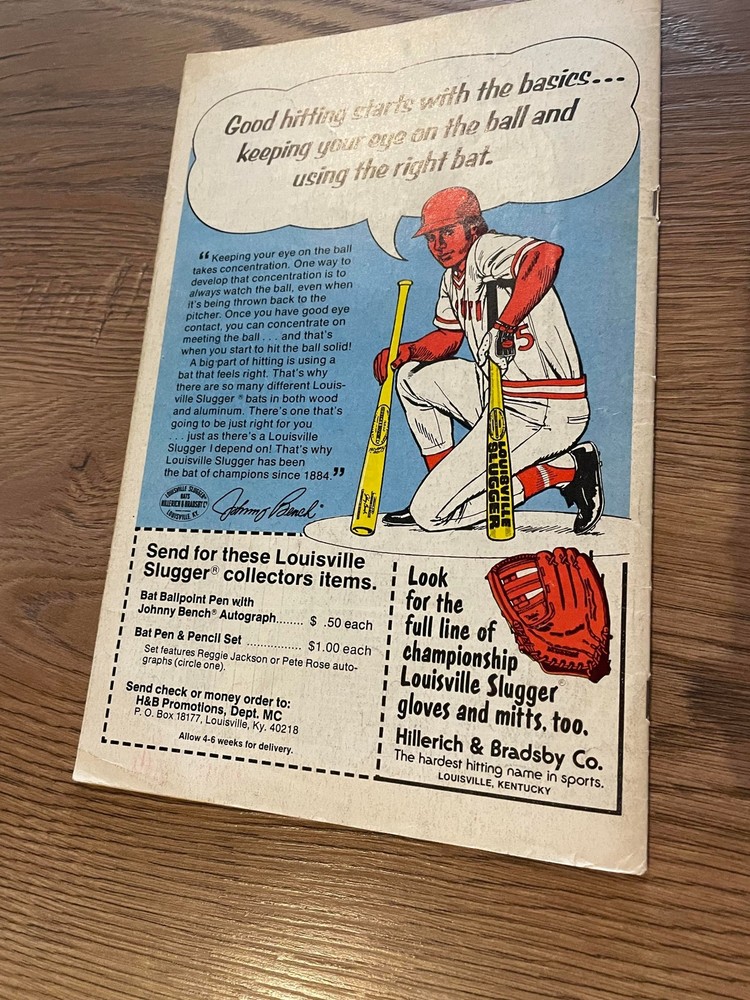 Good hitting starts with the basics...
keeping your eye on the ball and
using the right bat.
“Keeping your eye on the ball
takes concentration. One way to
develop that concentration is to
always watch the ball, even when
it's being thrown back to the
pitcher. Once you have good eye
contact, you can concentrate on
meeting the ball . . . and that's
when you start to hit the ball solid!
A big part of hitting is using a
bat that feels right. That's why
there are so many different Louis-
ville Slugger® bats in both wood
and aluminum. There's one that's
going to be just right for you
. . . just as there's a Louisville
Slugger I depend on! That's why
Louisville Slugger has been
the bat of champions since 1884.”
LOUISVILLE SLUGGER
BATS
HILLERICH & BRADSBY Co
LOUISVILLE, KY.
Johnny Bench®
5
LOUISVILLE
SLUGGER
Send for these Louisville
Slugger® collectors items.
Bat Ballpoint Pen with
Johnny Bench® Autograph........ $ .50 each
Bat Pen & Pencil Set ................ $1.00 each
Set features Reggie Jackson or Pete Rose auto-
graphs (circle one).
Send check or money order to:
H&B Promotions, Dept. MC
P. O. Box 18177, Louisville, Ky. 40218
Allow 4-6 weeks for delivery.
Look
for the
full line of
championship
Louisville Slugger®
gloves and mitts, too.
Hillerich & Bradsby Co.
The hardest hitting name in sports.
LOUISVILLE, KENTUCKY